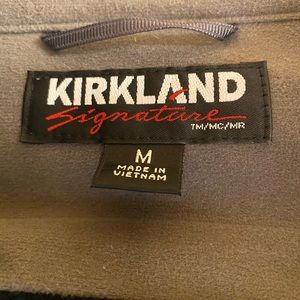 KIRKLAND
Signature
TM/MC/MR
M
MADE IN
VIETNAM